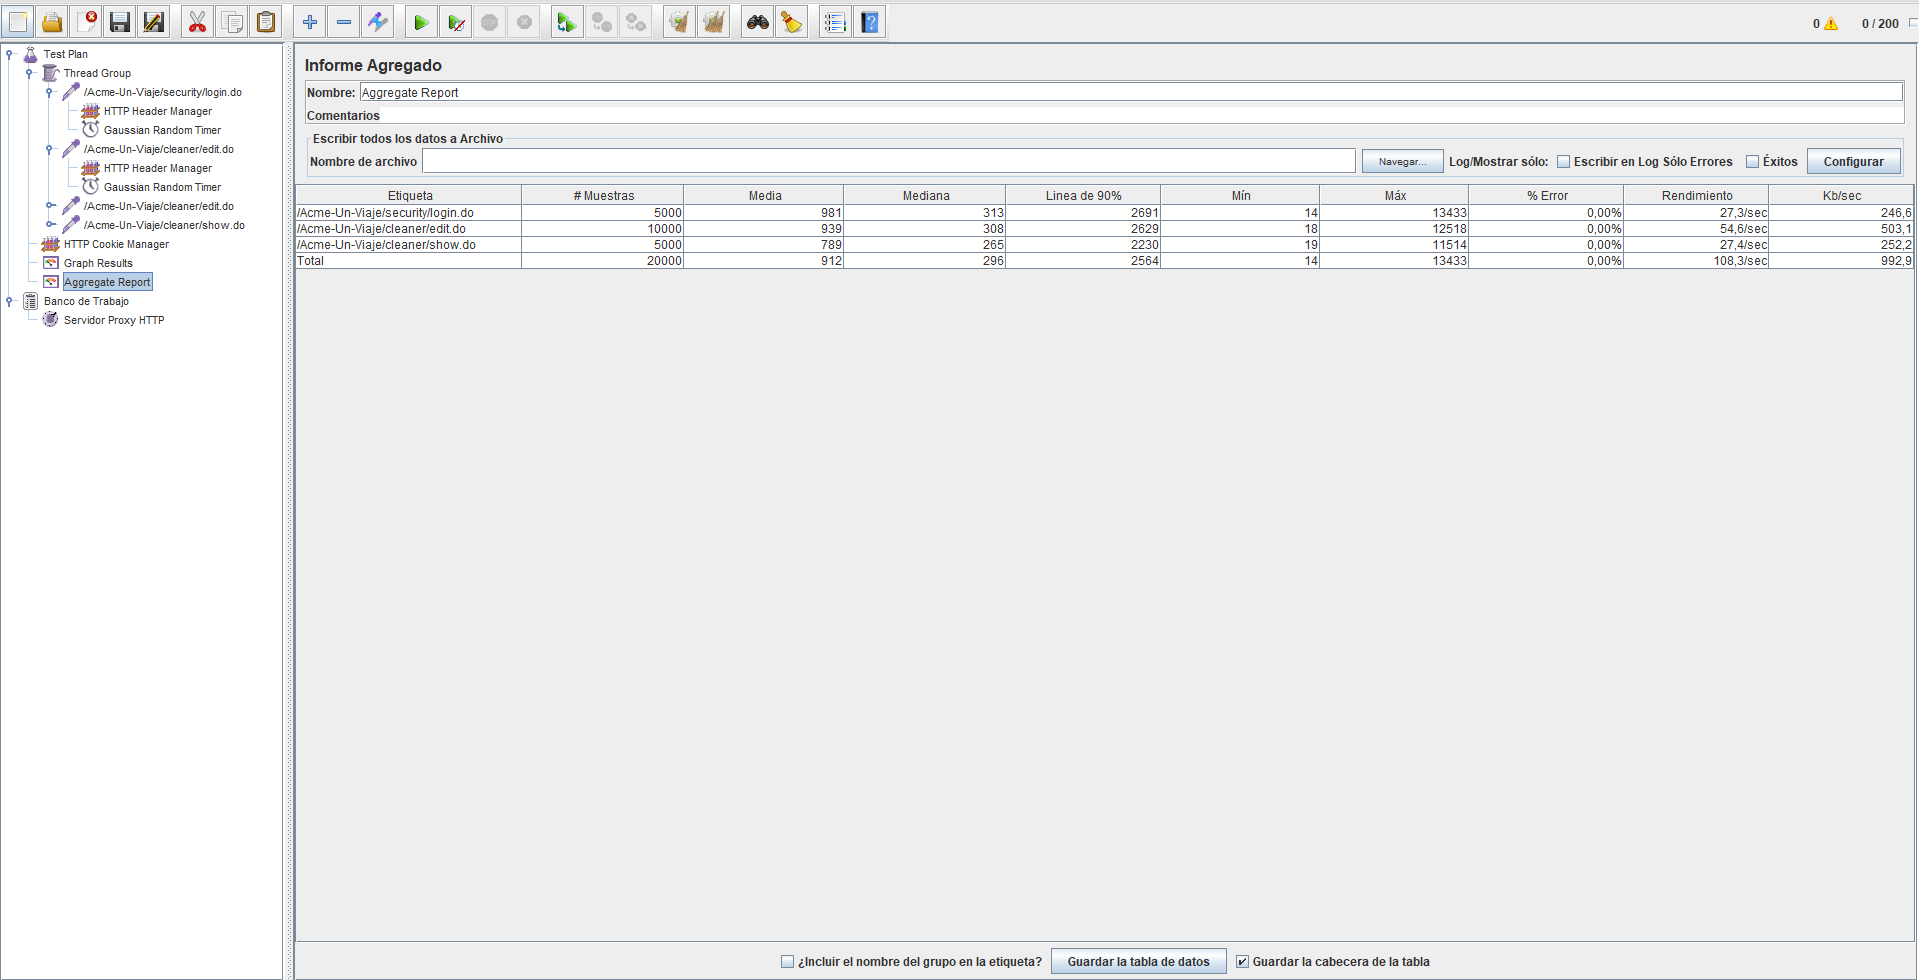 0 0 / 200
Test Plan
Thread Group
/Acme-Un-Viaje/security/login.do
HTTP Header Manager
Gaussian Random Timer
/Acme-Un-Viaje/cleaner/edit.do
HTTP Header Manager
Gaussian Random Timer
/Acme-Un-Viaje/cleaner/edit.do
/Acme-Un-Viaje/cleaner/show.do
HTTP Cookie Manager
Graph Results
Aggregate Report
Banco de Trabajo
Servidor Proxy HTTP
Informe Agregado
Nombre: Aggregate Report
Comentarios
Escribir todos los datos a Archivo
Nombre de archivo Navegar... Log/Mostrar sólo: Escribir en Log Sólo Errores Éxitos Configurar
Etiqueta # Muestras Media Mediana Linea de 90% Mín Máx % Error Rendimiento Kb/sec
/Acme-Un-Viaje/security/login.do 5000 981 313 2691 14 13433 0,00% 27,3/sec 246,6
/Acme-Un-Viaje/cleaner/edit.do 10000 939 308 2629 18 12518 0,00% 54,6/sec 503,1
/Acme-Un-Viaje/cleaner/show.do 5000 789 265 2230 19 11514 0,00% 27,4/sec 252,2
Total 20000 912 296 2564 14 13433 0,00% 108,3/sec 992,9
¿Incluir el nombre del grupo en la etiqueta? Guardar la tabla de datos Guardar la cabecera de la tabla